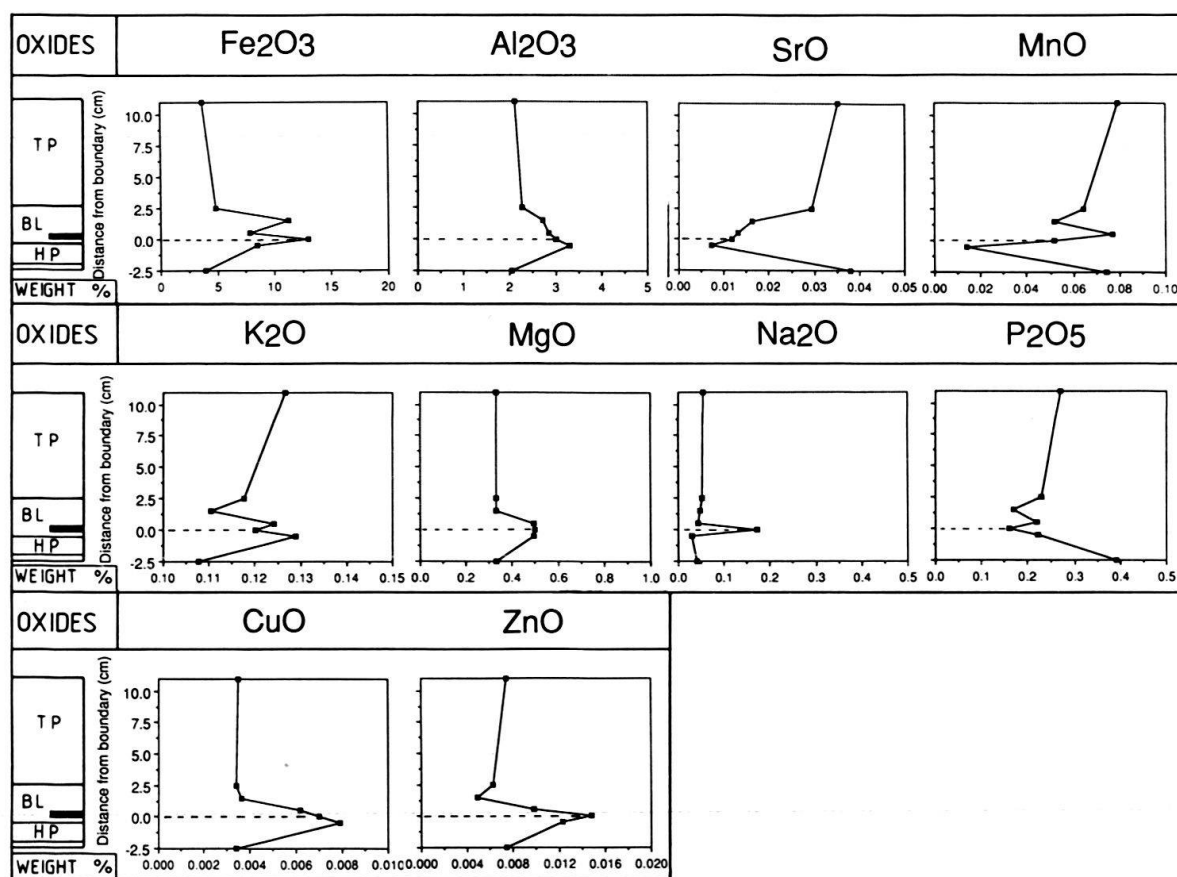 OXIDES Fe2O3 Al2O3 SrO MnO
Distance from boundary (cm)
TP
BL
HP
10.0
7.5
5.0
2.5
0.0
-2.5
0 5 10 15 20
0 1 2 3 4 5
0.00 0.01 0.02 0.03 0.04 0.05
0.00 0.02 0.04 0.06 0.08 0.10
WEIGHT %
OXIDES K2O MgO Na2O P2O5
Distance from boundary (cm)
TP
BL
HP
10.0
7.5
5.0
2.5
0.0
-2.5
0.10 0.11 0.12 0.13 0.14 0.15
0.0 0.2 0.4 0.6 0.8 1.0
0.0 0.1 0.2 0.3 0.4 0.5
0.0 0.1 0.2 0.3 0.4 0.5
WEIGHT %
OXIDES CuO ZnO
Distance from boundary (cm)
TP
BL
HP
10.0
7.5
5.0
2.5
0.0
-2.5
0.000 0.002 0.004 0.006 0.008 0.010
0.000 0.004 0.008 0.012 0.016 0.020
WEIGHT %